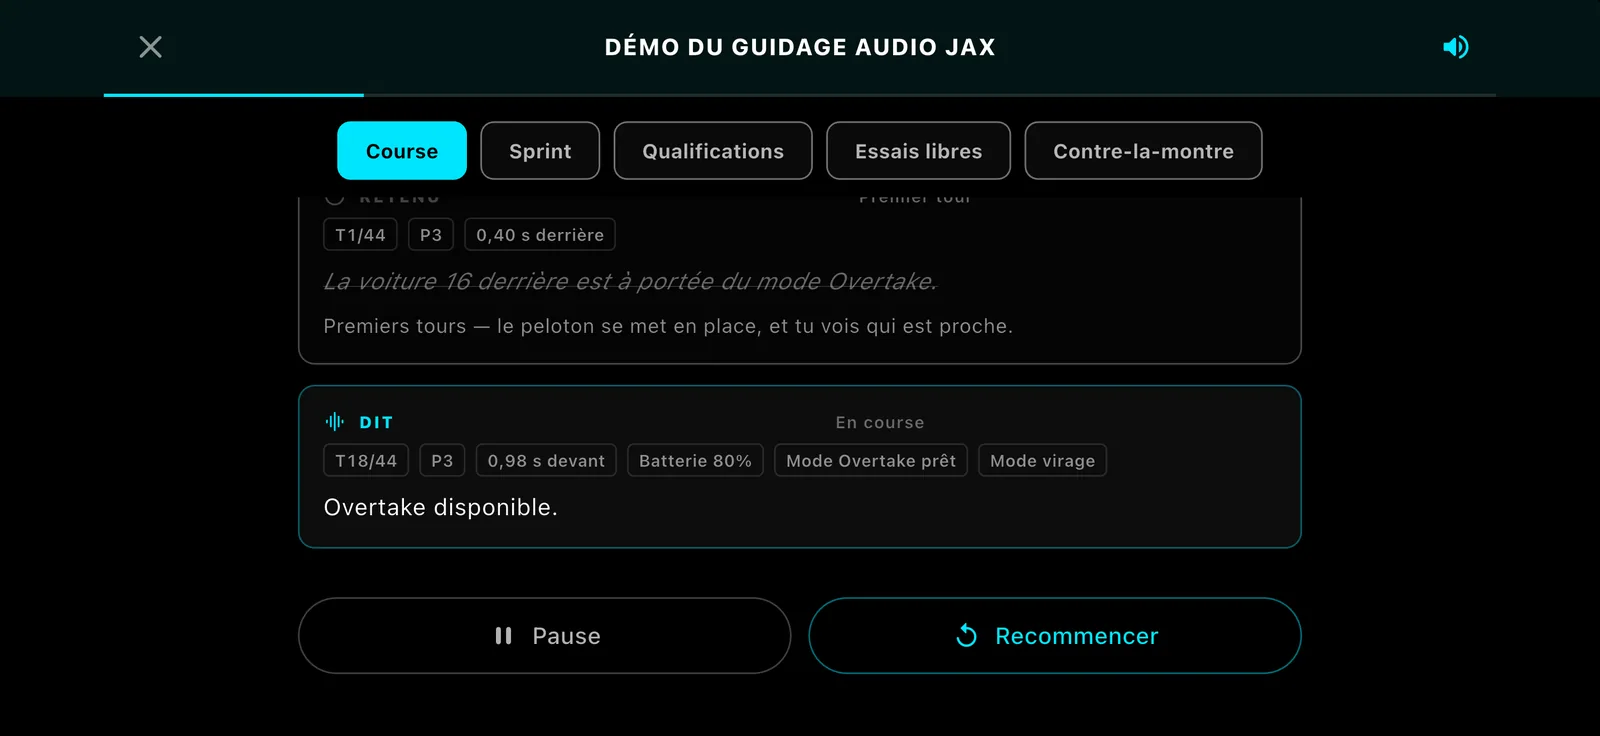 DÉMO DU GUIDAGE AUDIO JAX
Course Sprint Qualifications Essais libres Contre-la-montre
RETENU Premier tour
T1/44 P3 0,40 s derrière
La voiture 16 derrière est à portée du mode Overtake.
Premiers tours — le peloton se met en place, et tu vois qui est proche.
DIT En course
T18/44 P3 0,98 s devant Batterie 80% Mode Overtake prêt Mode virage
Overtake disponible.
Pause Recommencer